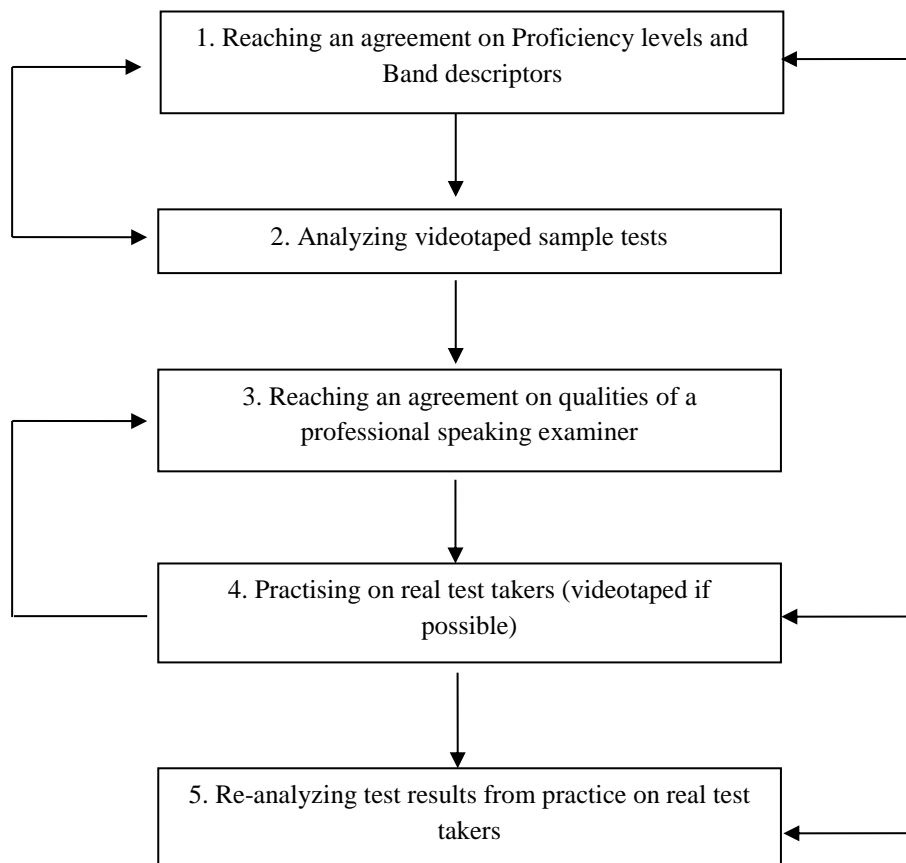 1. Reaching an agreement on Proficiency levels and
Band descriptors
2. Analyzing videotaped sample tests
3. Reaching an agreement on qualities of a
professional speaking examiner
4. Practising on real test takers (videotaped if
possible)
5. Re-analyzing test results from practice on real test
takers